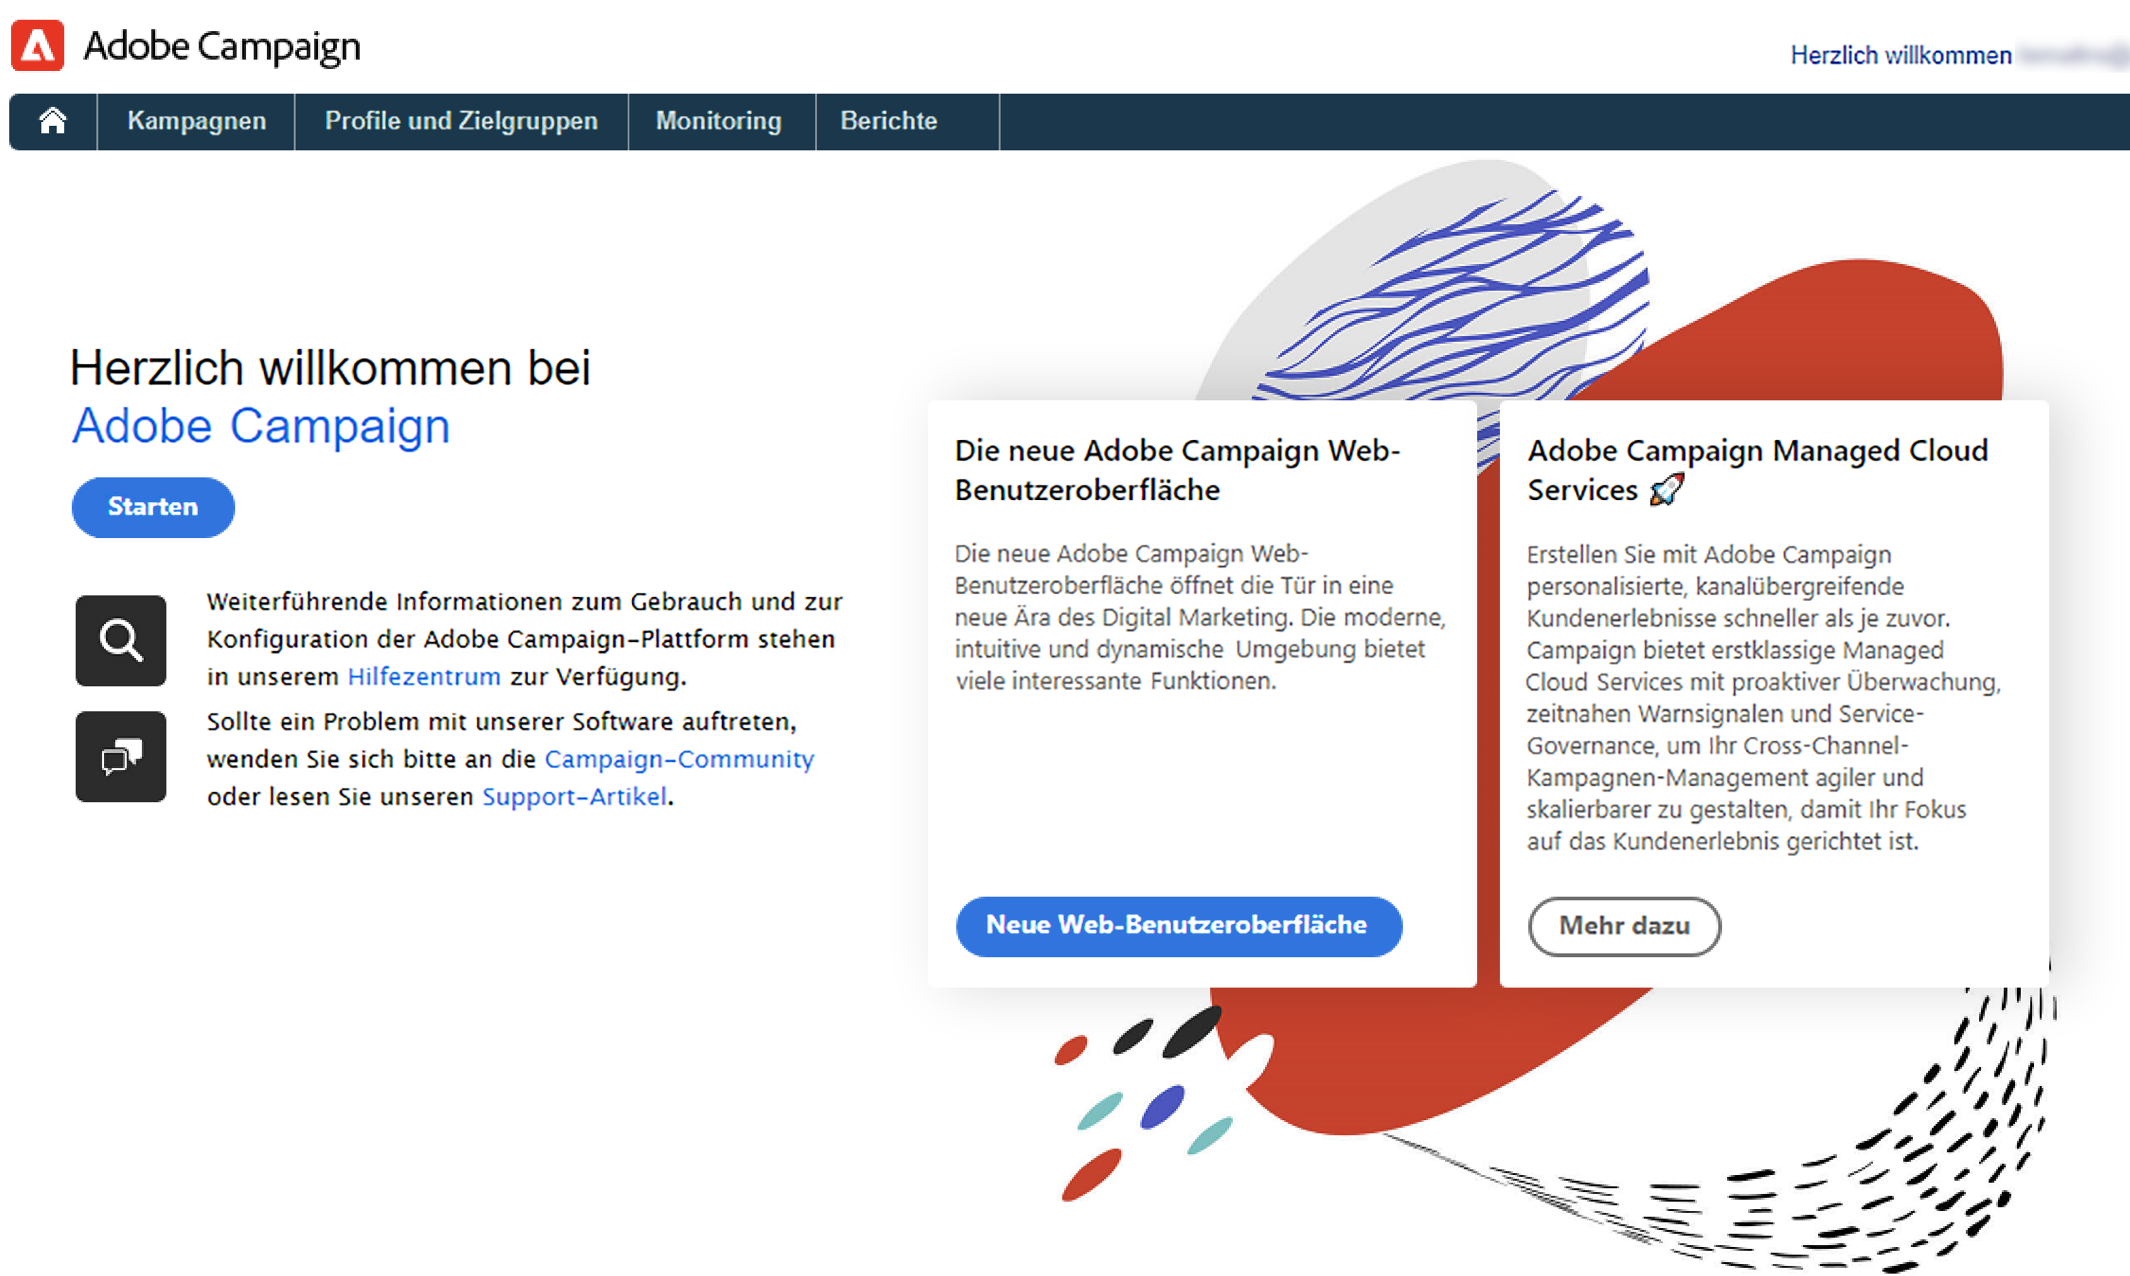 Adobe Campaign
Herzlich willkommen
Kampagnen
Profile und Zielgruppen
Monitoring
Berichte
Herzlich willkommen bei
Adobe Campaign
Starten
Weiterführende Informationen zum Gebrauch und zur
Konfiguration der Adobe Campaign-Plattform stehen
in unserem Hilfezentrum zur Verfügung.
Sollte ein Problem mit unserer Software auftreten,
wenden Sie sich bitte an die Campaign-Community
oder lesen Sie unseren Support-Artikel.
Die neue Adobe Campaign Web-
Benutzeroberfläche
Die neue Adobe Campaign Web-
Benutzeroberfläche öffnet die Tür in eine
neue Ära des Digital Marketing. Die moderne,
intuitive und dynamische Umgebung bietet
viele interessante Funktionen.
Neue Web-Benutzeroberfläche
Adobe Campaign Managed Cloud
Services 🚀
Erstellen Sie mit Adobe Campaign
personalisierte, kanalübergreifende
Kundenerlebnisse schneller als je zuvor.
Campaign bietet erstklassige Managed
Cloud Services mit proaktiver Überwachung,
zeitnahen Warnsignalen und Service-
Governance, um Ihr Cross-Channel-
Kampagnen-Management agiler und
skalierbarer zu gestalten, damit Ihr Fokus
auf das Kundenerlebnis gerichtet ist.
Mehr dazu